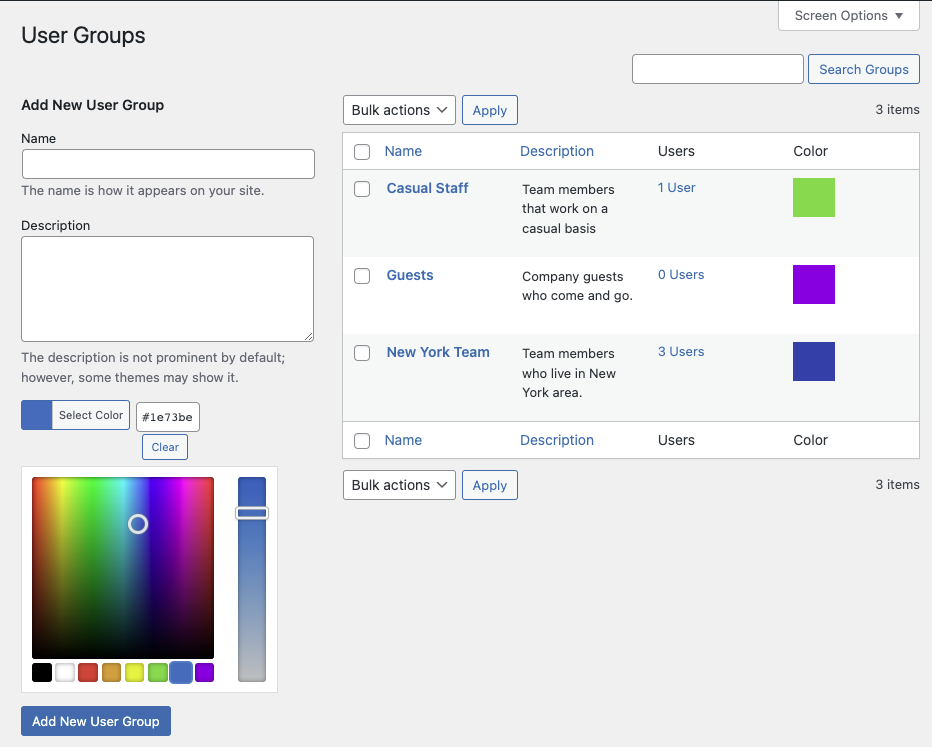 Screen Options
User Groups
Search Groups
Add New User Group
Name
The name is how it appears on your site.
Description
The description is not prominent by default;
however, some themes may show it.
Select Color
#1e73be
Clear
Add New User Group
Bulk actions
Apply
3 items
Name Description Users Color
Casual Staff Team members 1 User
that work on a
casual basis
Guests Company guests 0 Users
who come and go.
New York Team Team members 3 Users
who live in New
York area.
Name Description Users Color
Bulk actions
Apply
3 items